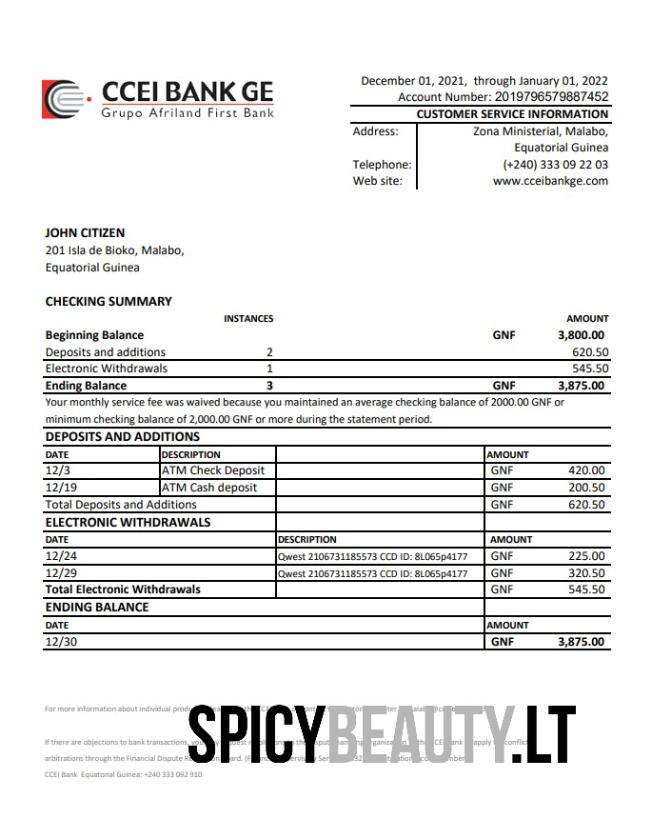 December 01, 2021, through January 01, 2022
CCEI BANK GE
Grupo Afriland First Bank
Account Number: 2019796579887452
CUSTOMER SERVICE INFORMATION
Address: Zona Ministerial, Malabo,
Equatorial Guinea
Telephone: (+240) 333 09 22 03
Web site: www.cceibankge.com
JOHN CITIZEN
201 Isla de Bioko, Malabo,
Equatorial Guinea
CHECKING SUMMARY
INSTANCES AMOUNT
Beginning Balance GNF 3,800.00
Deposits and additions 2 620.50
Electronic Withdrawals 1 545.50
Ending Balance 3 GNF 3,875.00
Your monthly service fee was waived because you maintained an average checking balance of 2000.00 GNF or
minimum checking balance of 2,000.00 GNF or more during the statement period.
DEPOSITS AND ADDITIONS
DATE DESCRIPTION AMOUNT
12/3 ATM Check Deposit GNF 420.00
12/19 ATM Cash deposit GNF 200.50
Total Deposits and Additions GNF 620.50
ELECTRONIC WITHDRAWALS
DATE DESCRIPTION AMOUNT
12/24 Qwest 2106731185573 CCD ID: 8L065p4177 GNF 225.00
12/29 Qwest 2106731185573 CCD ID: 8L065p4177 GNF 320.50
Total Electronic Withdrawals GNF 545.50
ENDING BALANCE
DATE AMOUNT
12/30 GNF 3,875.00
For more information about individual
SPICYBEAUTY.LT
If there are objections to bank transactions,
arbitrations through the Financial Dispute
CCEI Bank Equatorial Guinea: +240 333 092 910